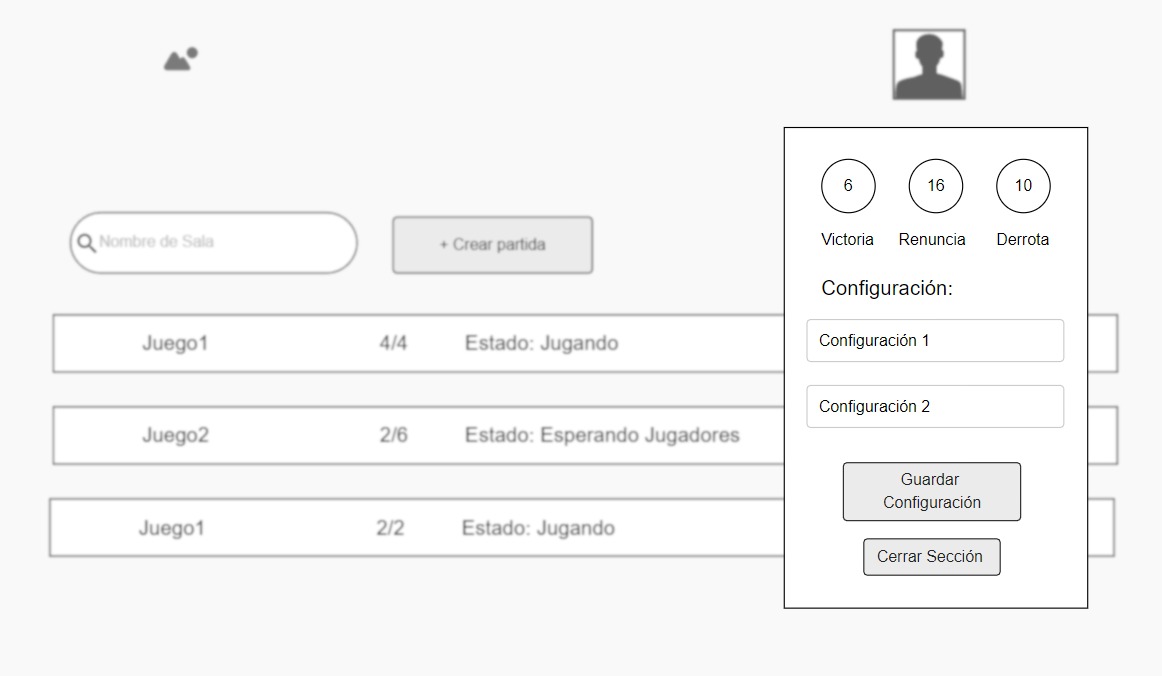 Nombre de Sala
+ Crear partida
Juego1 4/4 Estado: Jugando
Juego2 2/6 Estado: Esperando Jugadores
Juego1 2/2 Estado: Jugando
6 16 10
Victoria Renuncia Derrota
Configuración:
Configuración 1
Configuración 2
Guardar
Configuración
Cerrar Sección